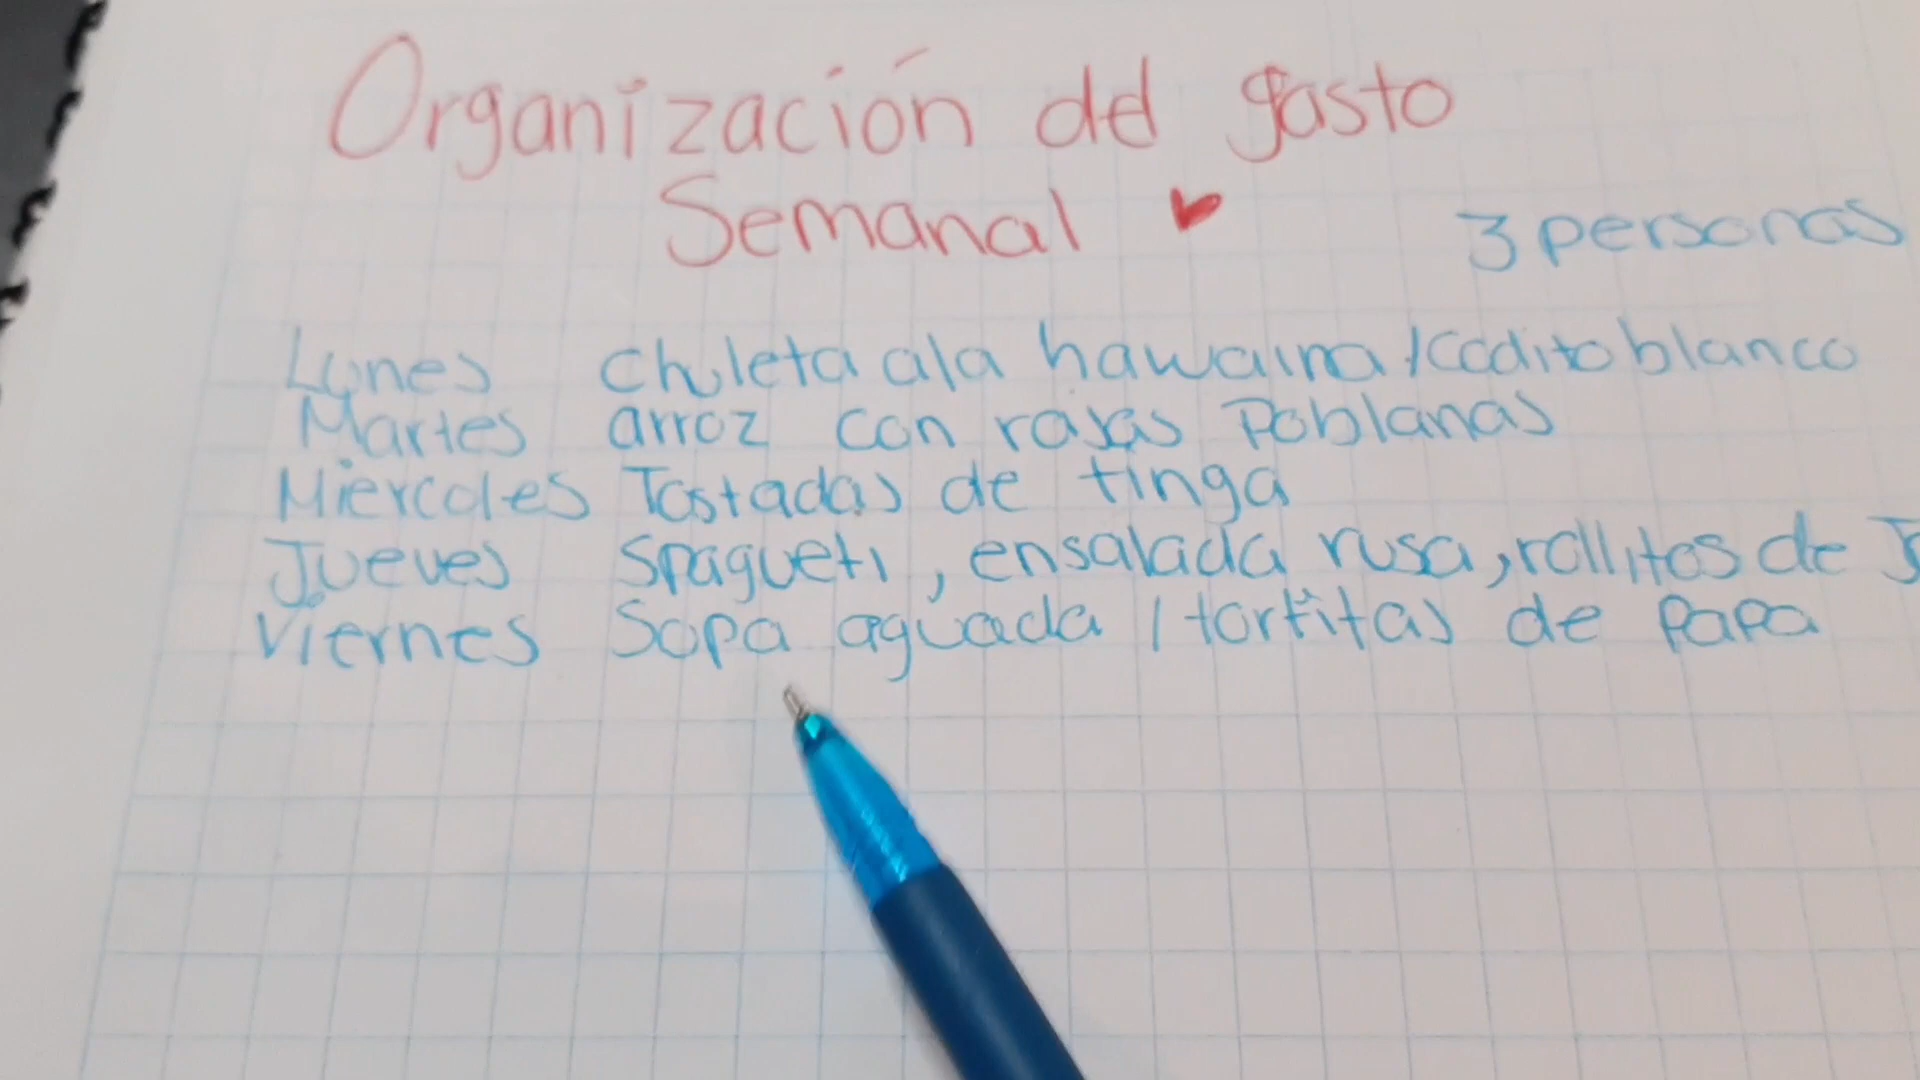 Organización del gasto
Semanal
3 personas
Lunes chuleta ala hawaina / Codito blanco
Martes arroz con rajas Poblanas
Miercoles Tostadas de tinga
Jueves Spagueti, ensalada rusa, rollitos de
Viernes Sopa aguada / tortitas de papa